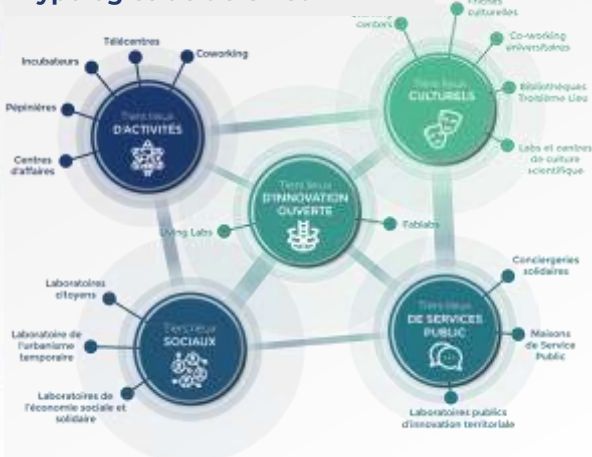 Télécentres
Coworking
Incubateurs
Pépinières
Centres
d'affaires
Tiers lieux
D'ACTIVITÉS
centers
culturelles
Co-working
universitaires
Bibliothèques
Troisième Lieu
Labs et centres
de culture
scientifique
Tiers lieux
CULTURELS
Tiers lieux
D'INNOVATION
OUVERTE
Living Labs
Fablabs
Laboratoires
citoyens
Laboratoire de
l'urbanisme
temporaire
Laboratoires de
l'économie sociale et
solidaire
Tiers lieux
SOCIAUX
Tiers lieux
DE SERVICES
PUBLIC
Conciergeries
solidaires
Maisons
de Service
Public
Laboratoires publics
d'innovation territoriale